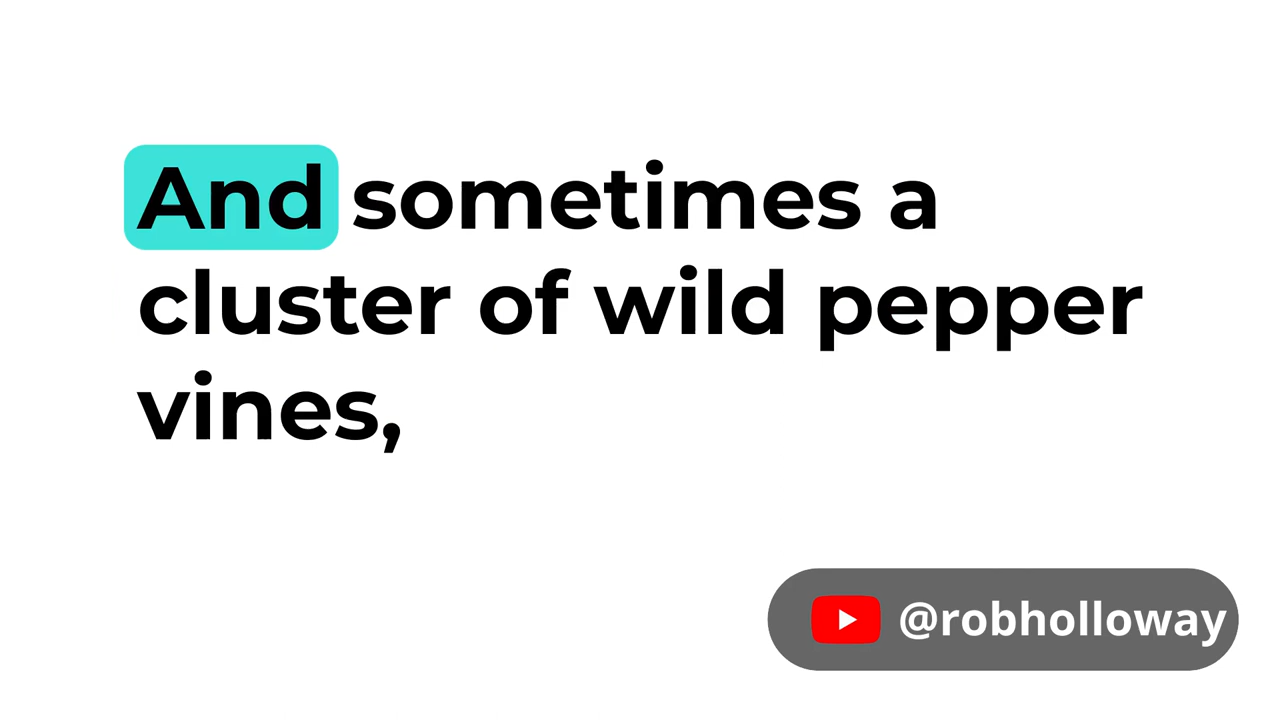 And sometimes a
cluster of wild pepper
vines,
@robholloway